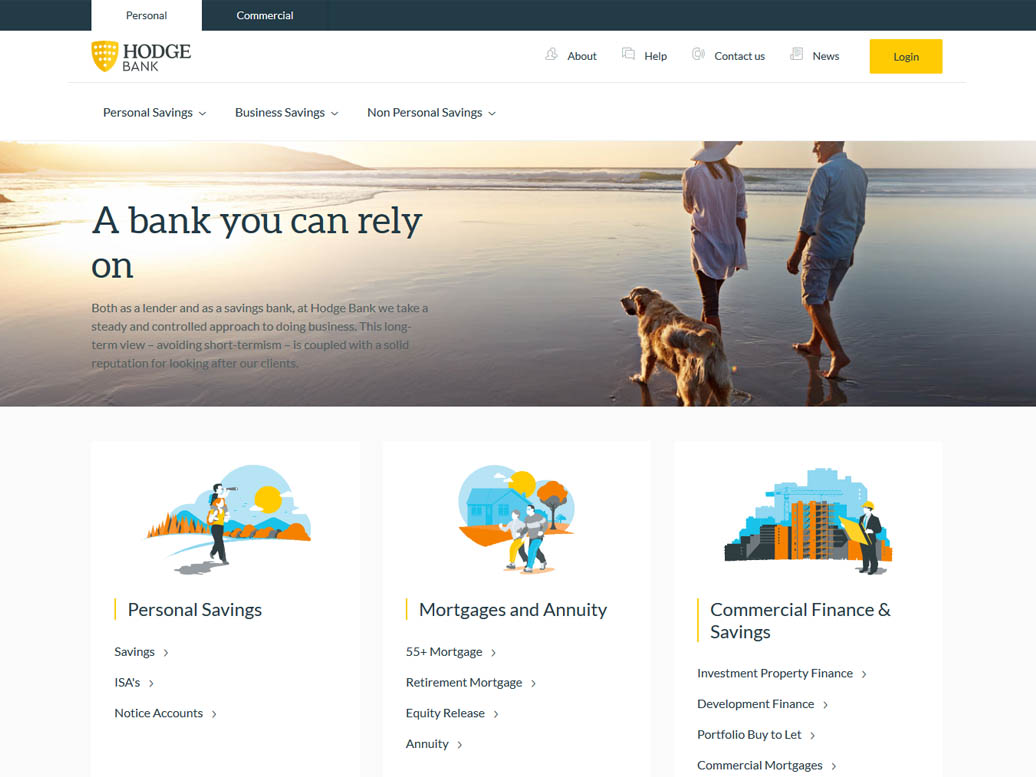 Personal
Commercial
HODGE
BANK
About
Help
Contact us
News
Login
Personal Savings
Business Savings
Non Personal Savings
A bank you can rely
on
Both as a lender and as a savings bank, at Hodge Bank we take a
steady and controlled approach to doing business. This long-
term view – avoiding short-termism – is coupled with a solid
reputation for looking after our clients.
Personal Savings
Savings
ISA's
Notice Accounts
Mortgages and Annuity
55+ Mortgage
Retirement Mortgage
Equity Release
Annuity
Commercial Finance &
Savings
Investment Property Finance
Development Finance
Portfolio Buy to Let
Commercial Mortgages